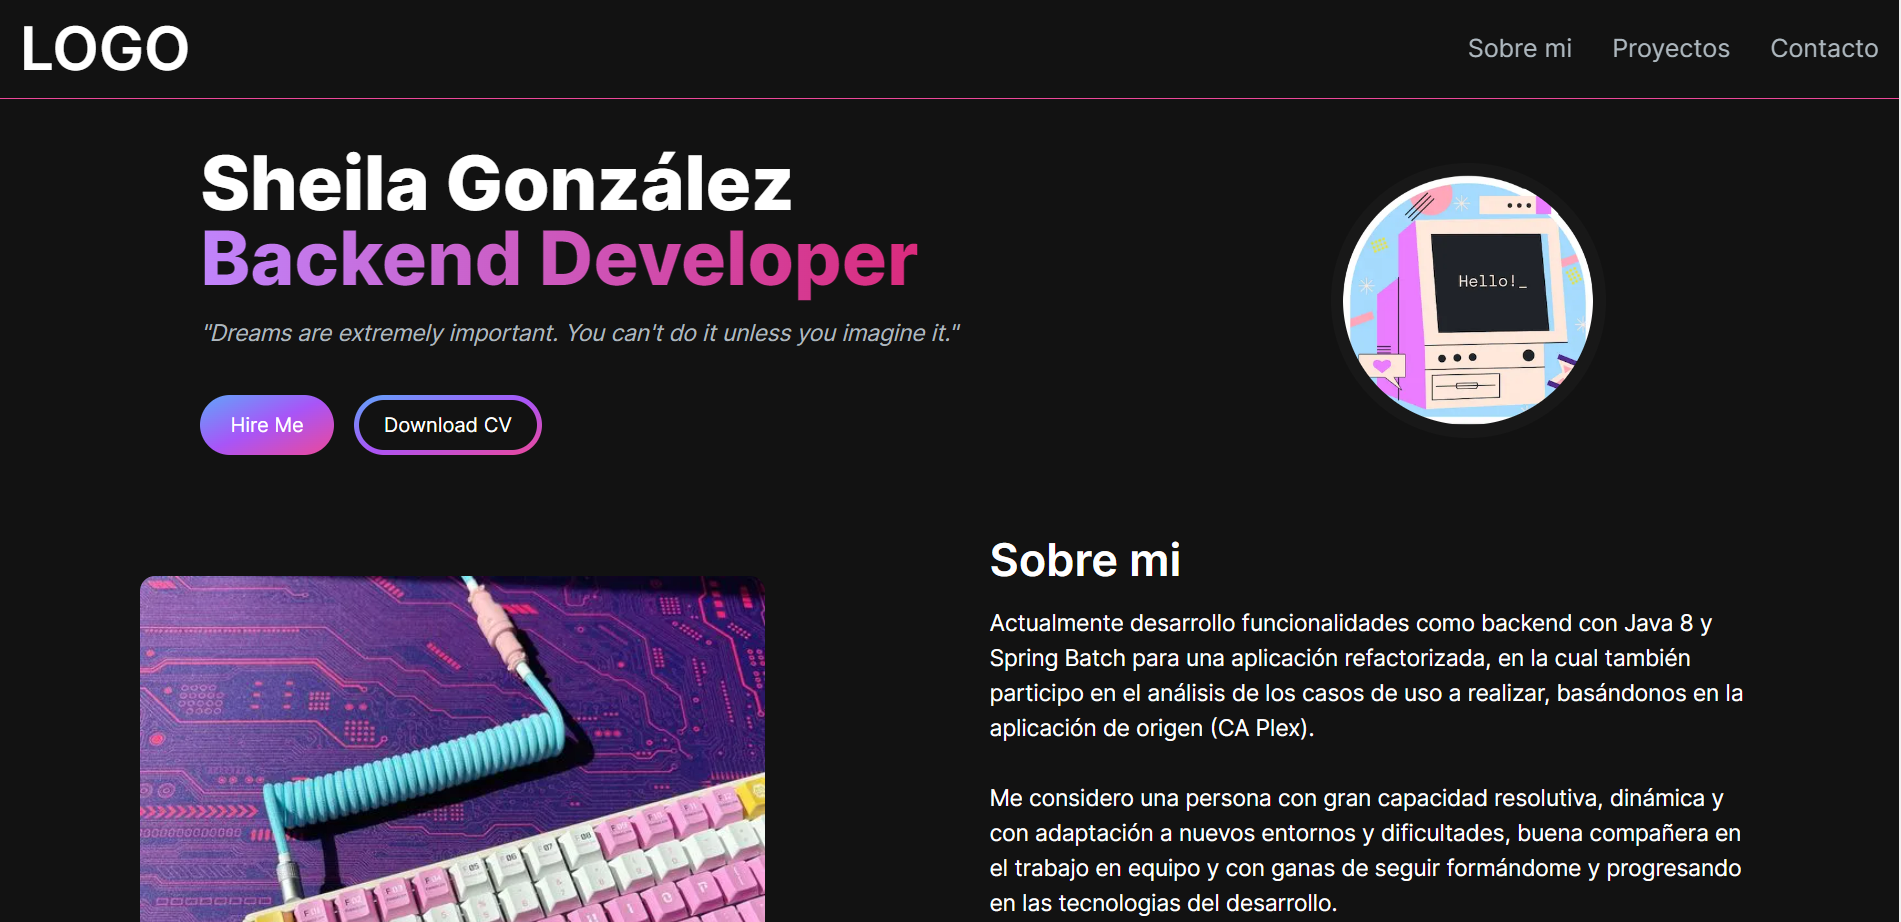 LOGO
Sobre mi
Proyectos
Contacto
Sheila González
Backend Developer
"Dreams are extremely important. You can't do it unless you imagine it."
Hire Me
Download CV
Hello!_
Sobre mi
Actualmente desarrollo funcionalidades como backend con Java 8 y
Spring Batch para una aplicación refactorizada, en la cual también
participo en el análisis de los casos de uso a realizar, basándonos en la
aplicación de origen (CA Plex).
Me considero una persona con gran capacidad resolutiva, dinámica y
con adaptación a nuevos entornos y dificultades, buena compañera en
el trabajo en equipo y con ganas de seguir formándome y progresando
en las tecnologias del desarrollo.